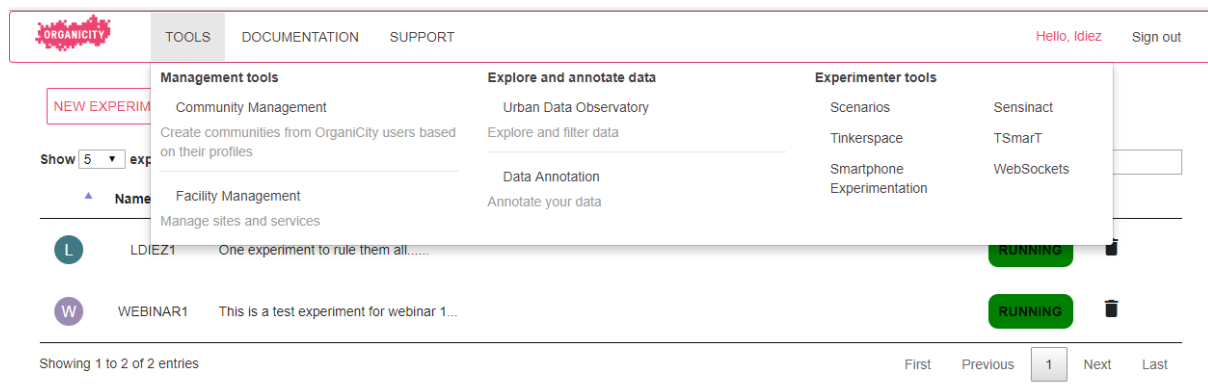 ORGANICITY
TOOLS DOCUMENTATION SUPPORT Hello, ldiez Sign out
Management tools
Community Management
Create communities from OrganiCity users based
on their profiles
Facility Management
Manage sites and services
Explore and annotate data
Urban Data Observatory
Explore and filter data
Data Annotation
Annotate your data
Experimenter tools
Scenarios Sensinact
Tinkerspace TSmarT
Smartphone
Experimentation
WebSockets
NEW EXPERIM
Show 5 exp
Name
L LDIEZ1 One experiment to rule them all...... RUNNING
W WEBINAR1 This is a test experiment for webinar 1... RUNNING
Showing 1 to 2 of 2 entries First Previous 1 Next Last